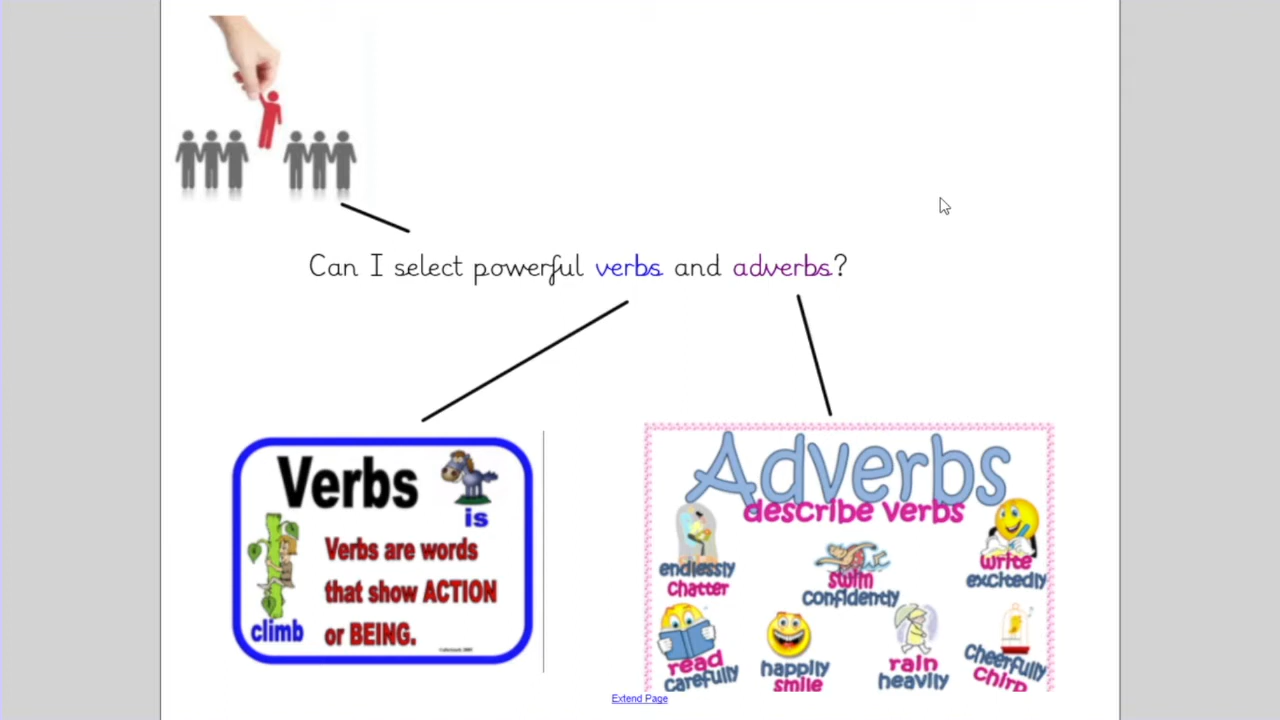 Can I select powerful verbs and adverbs?
Verbs
is
Verbs are words
that show ACTION
or BEING.
climb
Adverbs
describe verbs
endlessly
chatter
swim
confidently
write
excitedly
read
carefully
happily
smile
rain
heavily
cheerfully
chirp
Extend Page